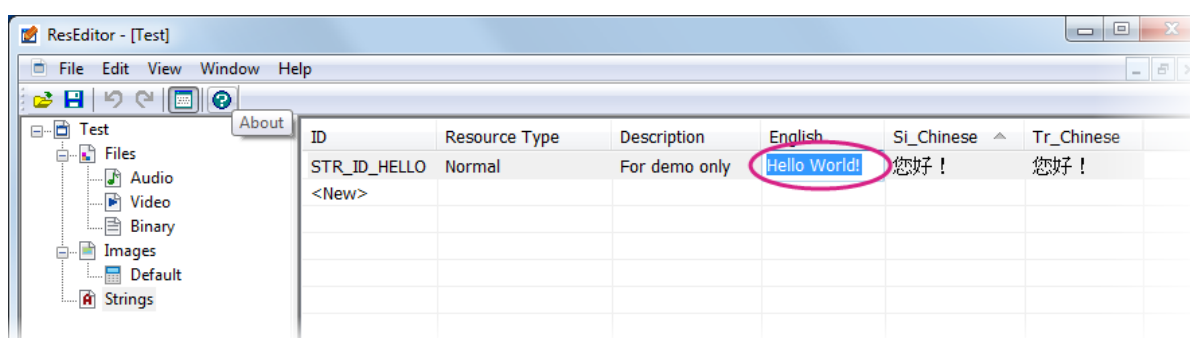 ResEditor - [Test]
File Edit View Window Help
About
Test
Files
Audio
Video
Binary
Images
Default
Strings
ID Resource Type Description English Si_Chinese Tr_Chinese
STR_ID_HELLO Normal For demo only Hello World! 您好！ 您好！
<New>